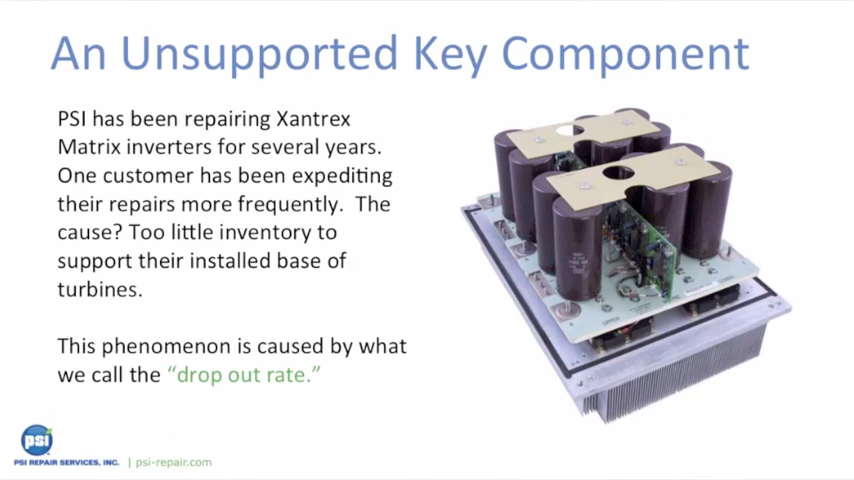 An Unsupported Key Component
PSI has been repairing Xantrex
Matrix inverters for several years.
One customer has been expediting
their repairs more frequently.  The
cause? Too little inventory to
support their installed base of
turbines.
This phenomenon is caused by what
we call the “drop out rate.”
psi
PSI REPAIR SERVICES, INC. | psi-repair.com